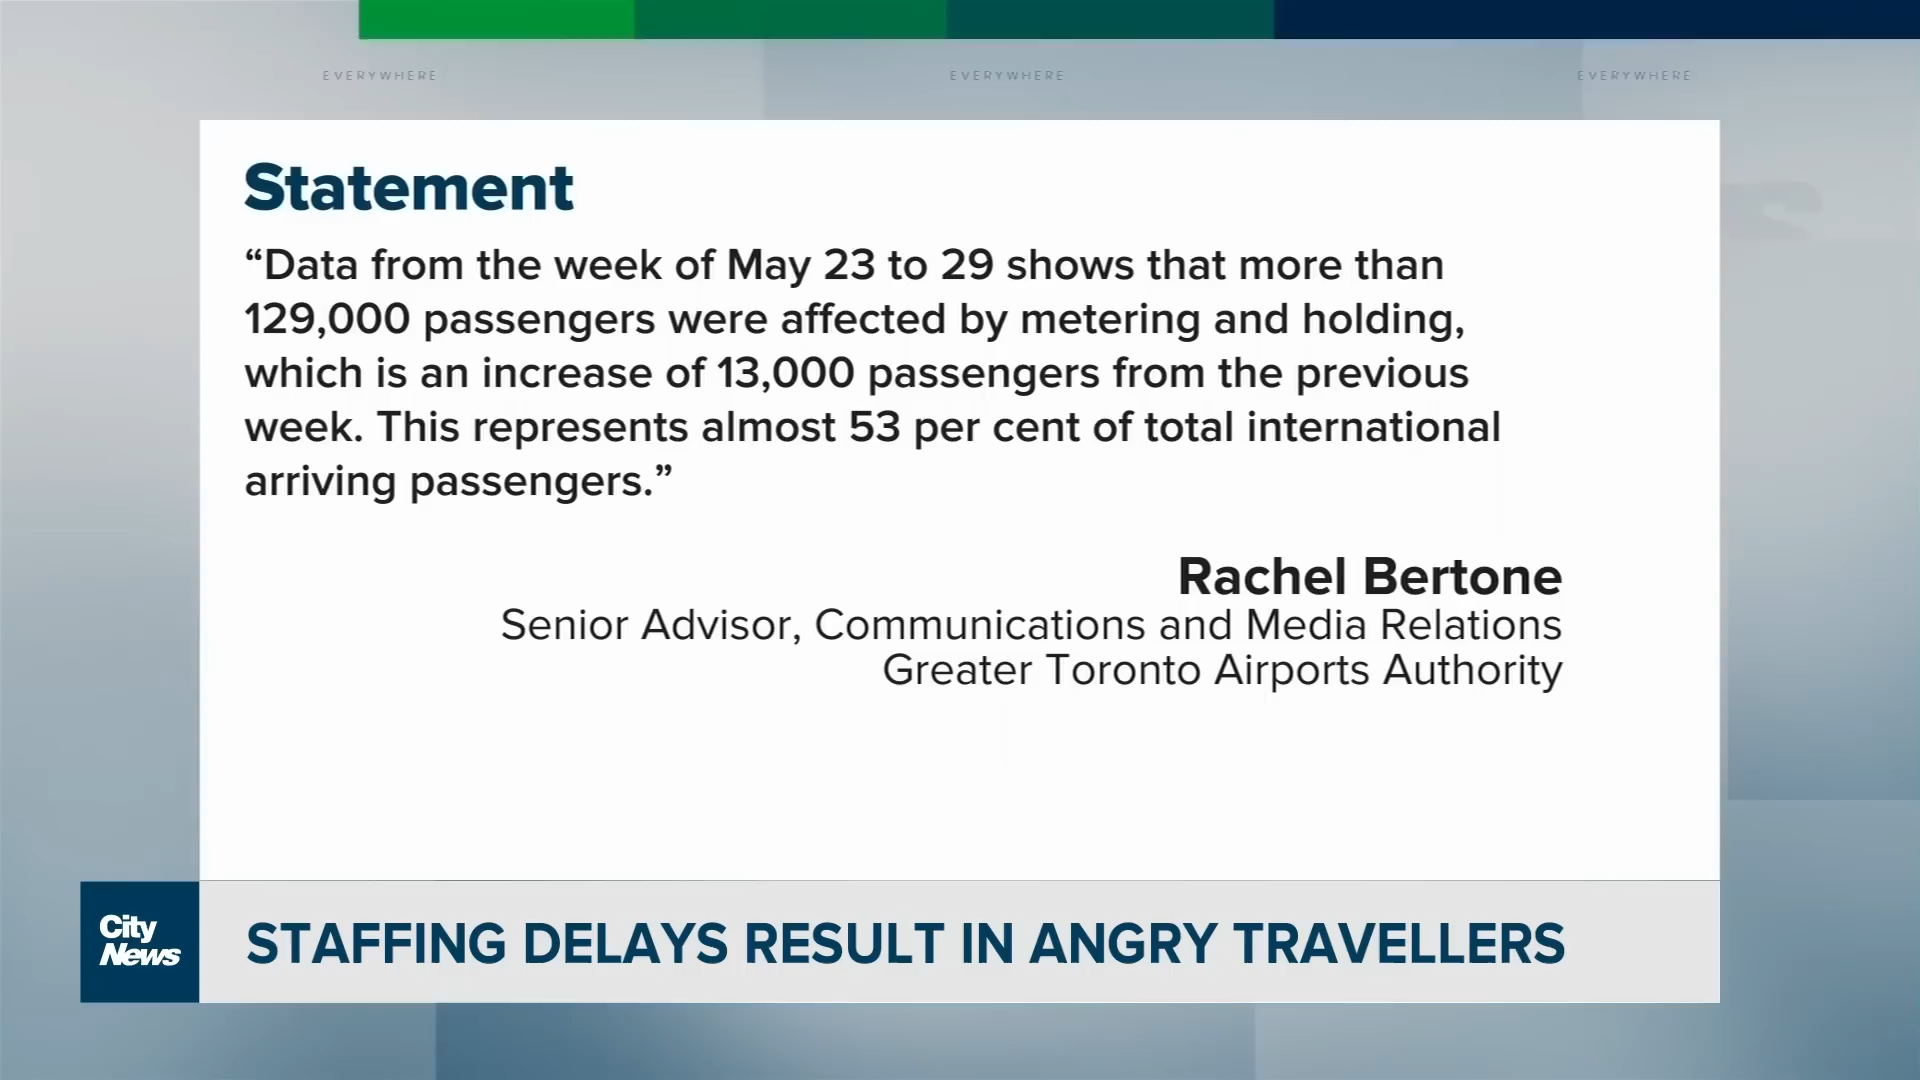 EVERYWHERE EVERYWHERE EVERYWHERE
Statement
“Data from the week of May 23 to 29 shows that more than
129,000 passengers were affected by metering and holding,
which is an increase of 13,000 passengers from the previous
week. This represents almost 53 per cent of total international
arriving passengers.”
Rachel Bertone
Senior Advisor, Communications and Media Relations
Greater Toronto Airports Authority
City
News
STAFFING DELAYS RESULT IN ANGRY TRAVELLERS